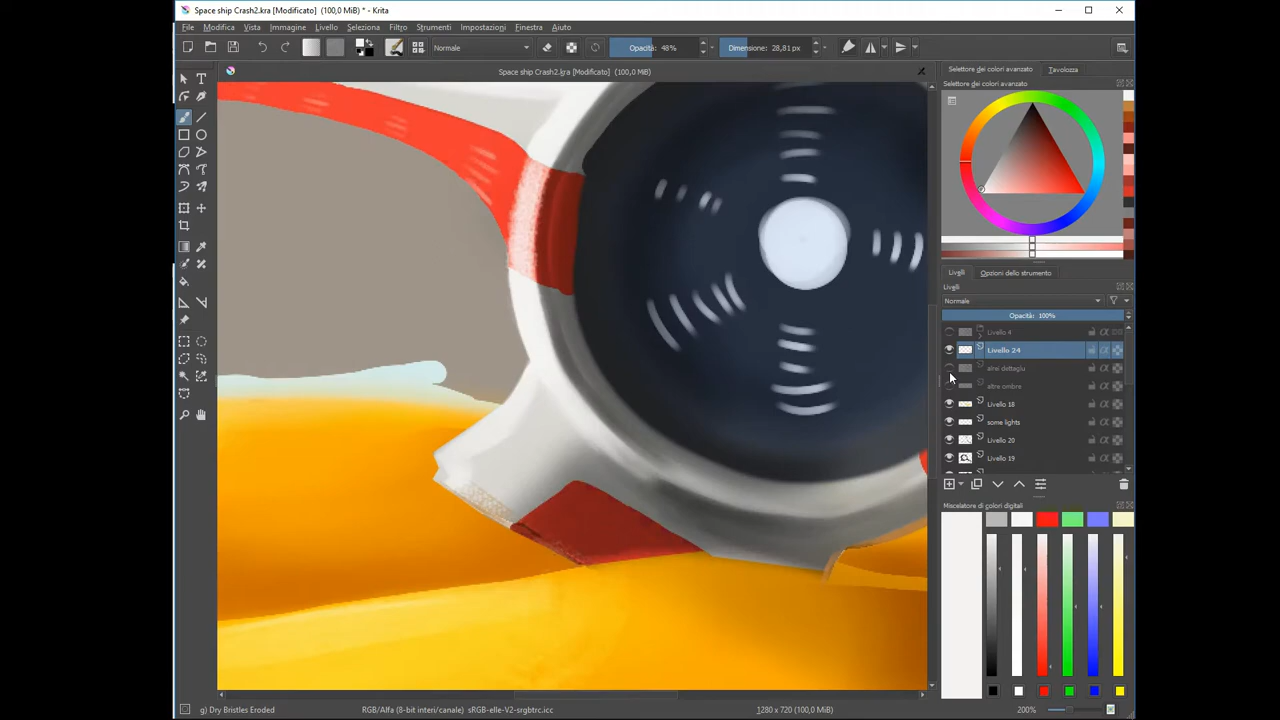 Space ship Crash2.kra [Modificato] (100,0 MiB) * - Krita
File Modifica Vista Immagine Livello Seleziona Filtro Strumenti Impostazioni Finestra Aiuto
Normale Opacità: 48% Dimensione: 28,81 px
Space ship Crash2.kra [Modificato] (100,0 MiB)
Selettore dei colori avanzato Tavolozza
Selettore dei colori avanzato
Livelli Opzioni dello strumento
Livelli
Normale
Opacità: 100%
Livello 4
Livello 24
alrei dettagiu
altre ombre
Livello 18
some lights
Livello 20
Livello 19
Miscelatore di colori digitali
g) Dry Bristles Eroded RGB/Alfa (8-bit interi/canale) sRGB-elle-V2-srgbtrc.icc 1280 x 720 (100,0 MiB) 200%